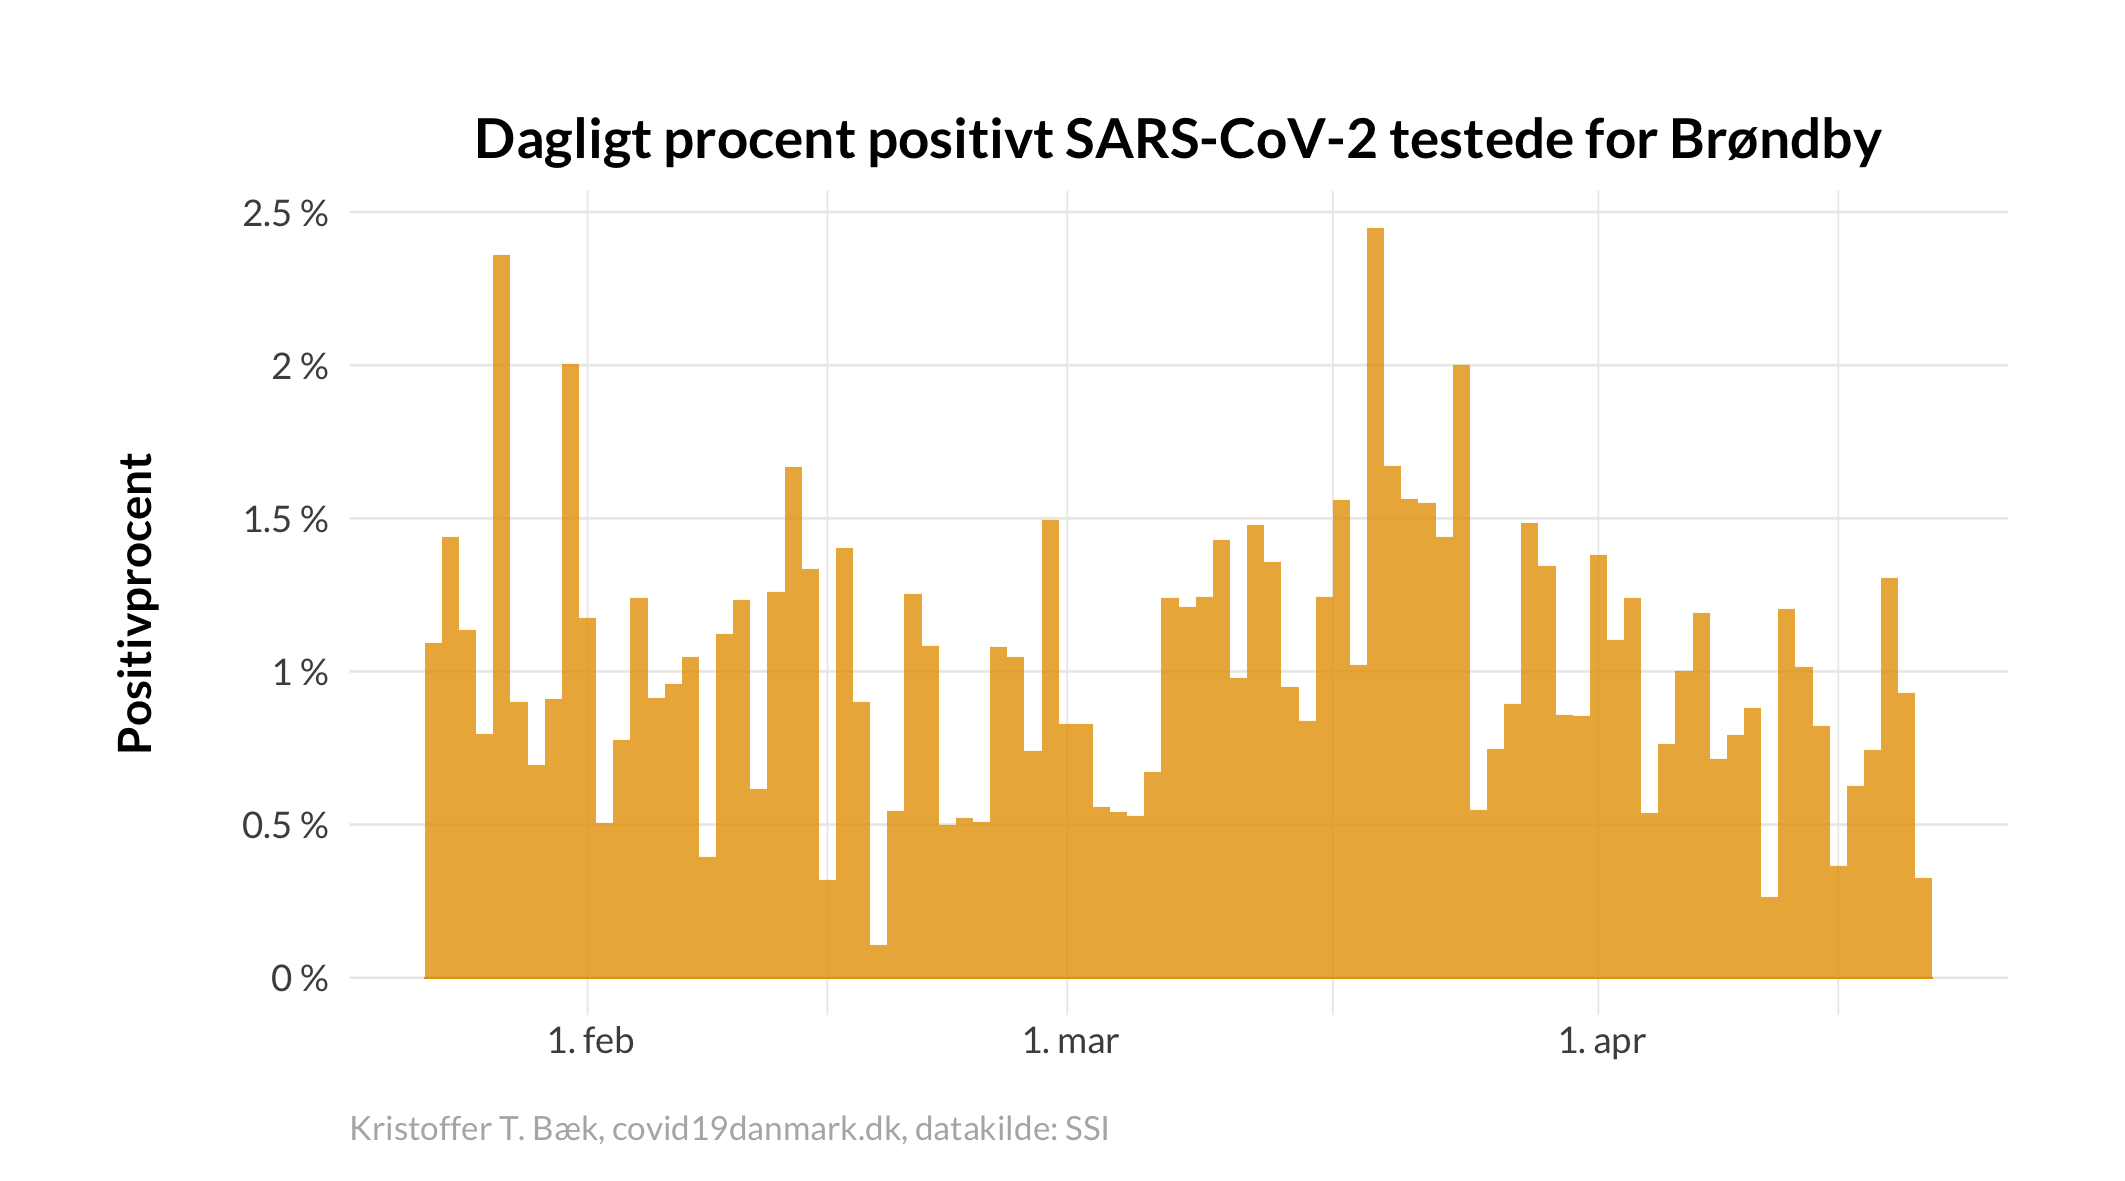 Dagligt procent positivt SARS-CoV-2 testede for Brøndby
Positivprocent
2.5 %
2 %
1.5 %
1 %
0.5 %
0 %
1. feb
1. mar
1. apr
Kristoffer T. Bæk, covid19danmark.dk, datakilde: SSI